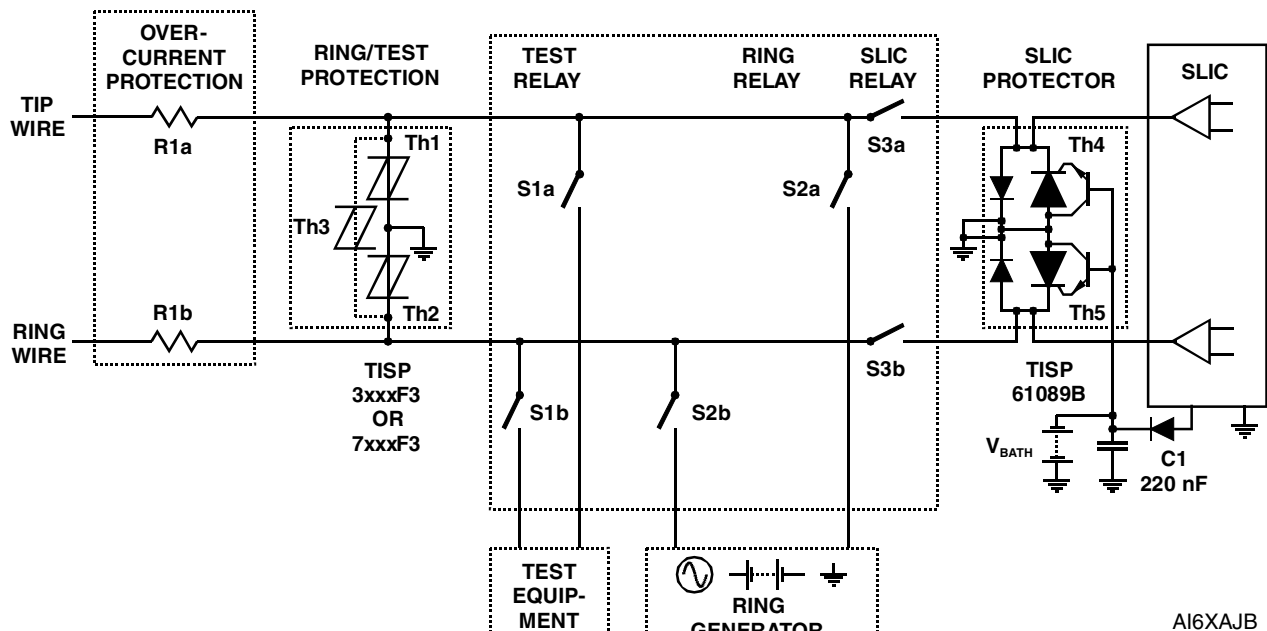 OVER-
CURRENT
PROTECTION
RING/TEST
PROTECTION
TEST
RELAY
RING
RELAY
SLIC
RELAY
SLIC
PROTECTOR
SLIC
TIP
WIRE
R1a
Th1
Th3
Th2
S1a
S2a
S3a
Th4
Th5
RING
WIRE
R1b
TISP
3xxxF3
OR
7xxxF3
S1b
S2b
S3b
TISP
61089B
VBATH
C1
220 nF
TEST
EQUIP-
MENT
RING
GENERATOR
AI6XAJB